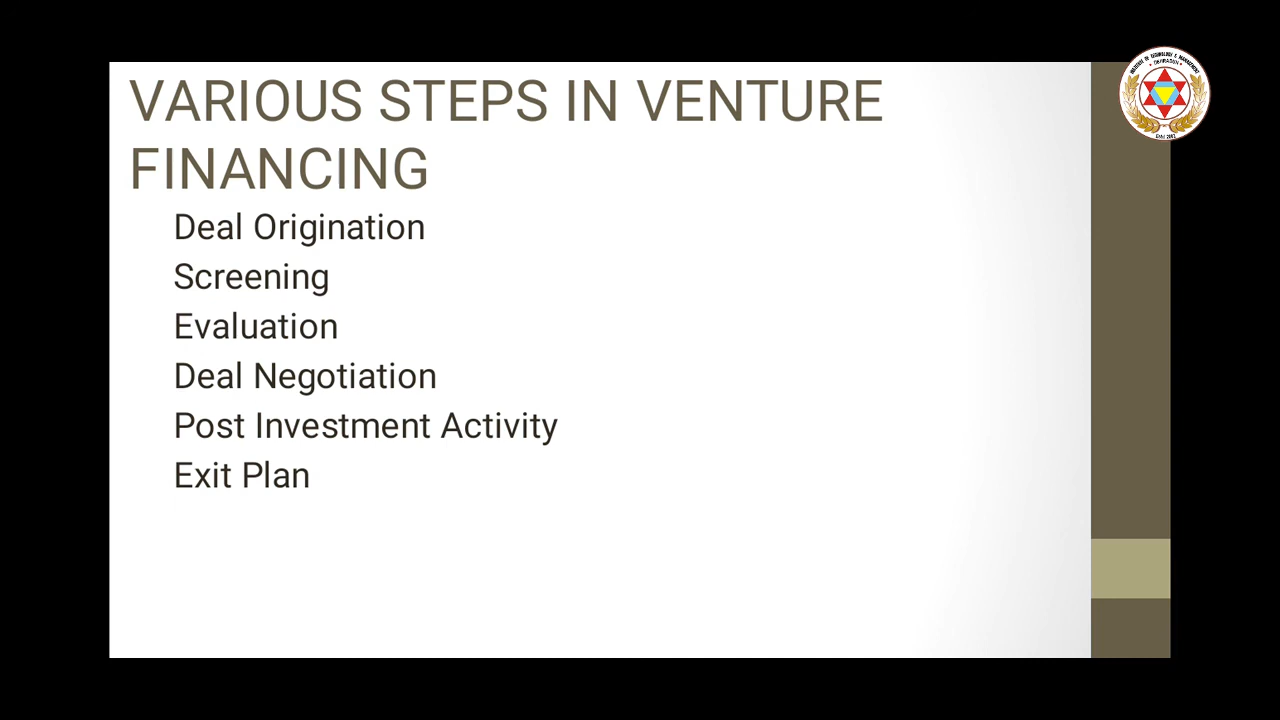 VARIOUS STEPS IN VENTURE
FINANCING
Deal Origination
Screening
Evaluation
Deal Negotiation
Post Investment Activity
Exit Plan